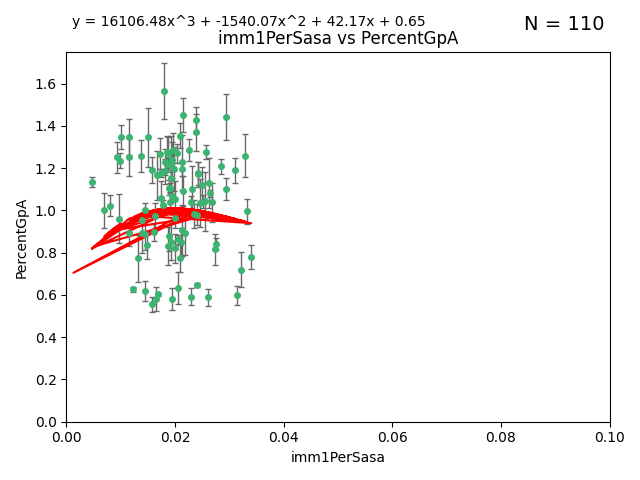 y = 16106.48x^3 + -1540.07x^2 + 42.17x + 0.65
N = 110
imm1PerSasa vs PercentGpA
PercentGpA
1.6
1.4
1.2
1.0
0.8
0.6
0.4
0.2
0.0
0.00 0.02 0.04 0.06 0.08 0.10
imm1PerSasa